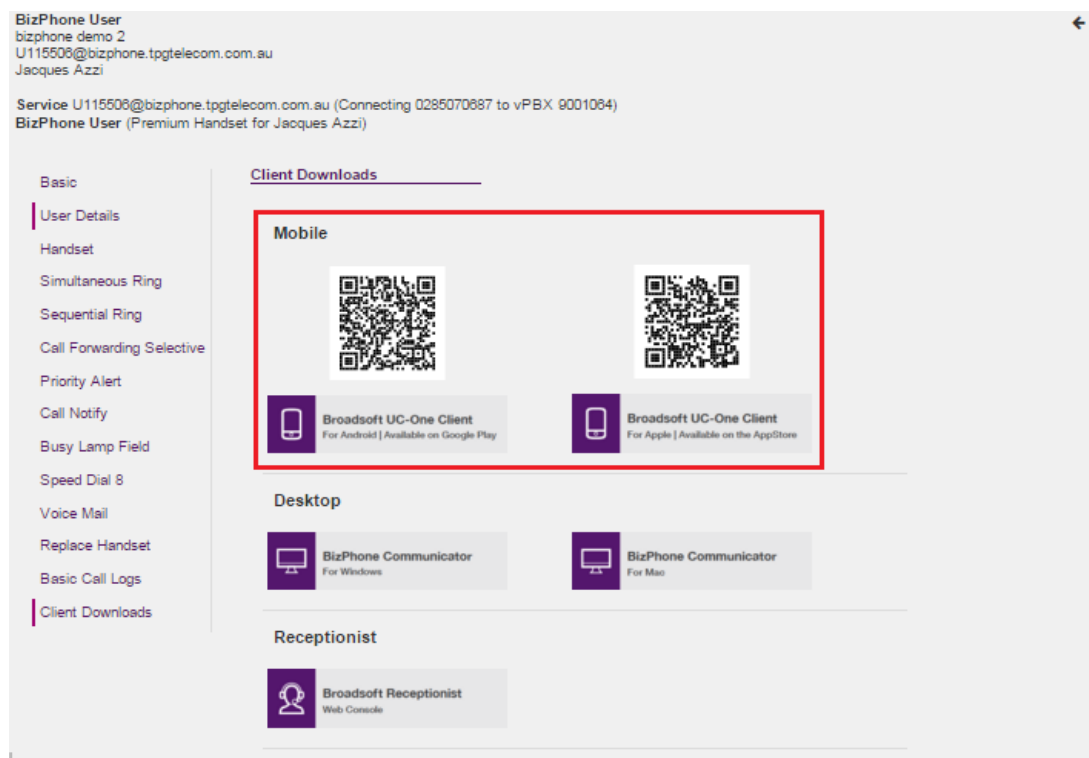 BizPhone User
bizphone demo 2
U115506@bizphone.tpgtelecom.com.au
Jacques Azzi
Service U115506@bizphone.tpgtelecom.com.au (Connecting 0285070687 to vPBX 9001064)
BizPhone User (Premium Handset for Jacques Azzi)
Basic
User Details
Handset
Simultaneous Ring
Sequential Ring
Call Forwarding Selective
Priority Alert
Call Notify
Busy Lamp Field
Speed Dial 8
Voice Mail
Replace Handset
Basic Call Logs
Client Downloads
Client Downloads
Mobile
Broadsoft UC-One Client
For Android | Available on Google Play
Broadsoft UC-One Client
For Apple | Available on the AppStore
Desktop
BizPhone Communicator
For Windows
BizPhone Communicator
For Mac
Receptionist
Broadsoft Receptionist
Web Console